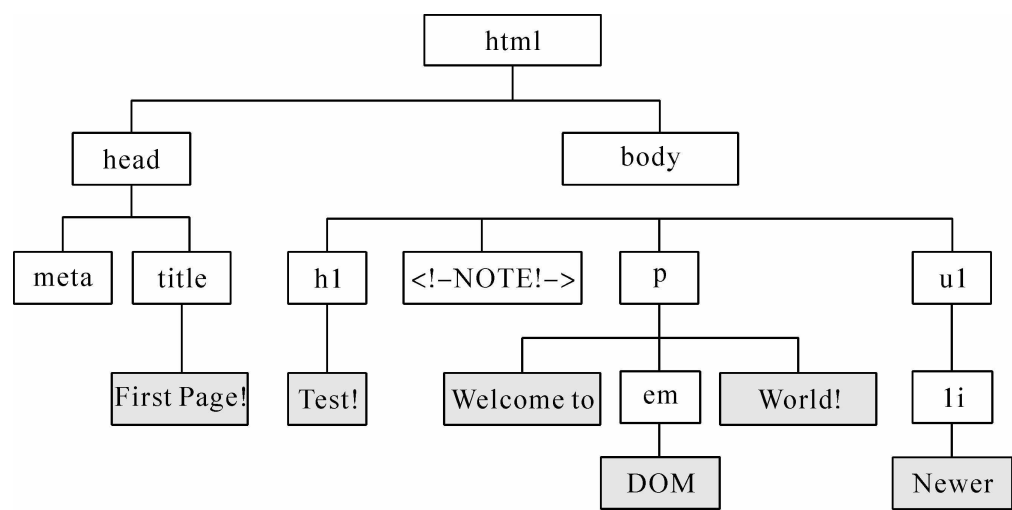 html
head
body
meta
title
h1
<!–NOTE!–>
p
u1
First Page!
Test!
Welcome to
em
World!
1i
DOM
Newer